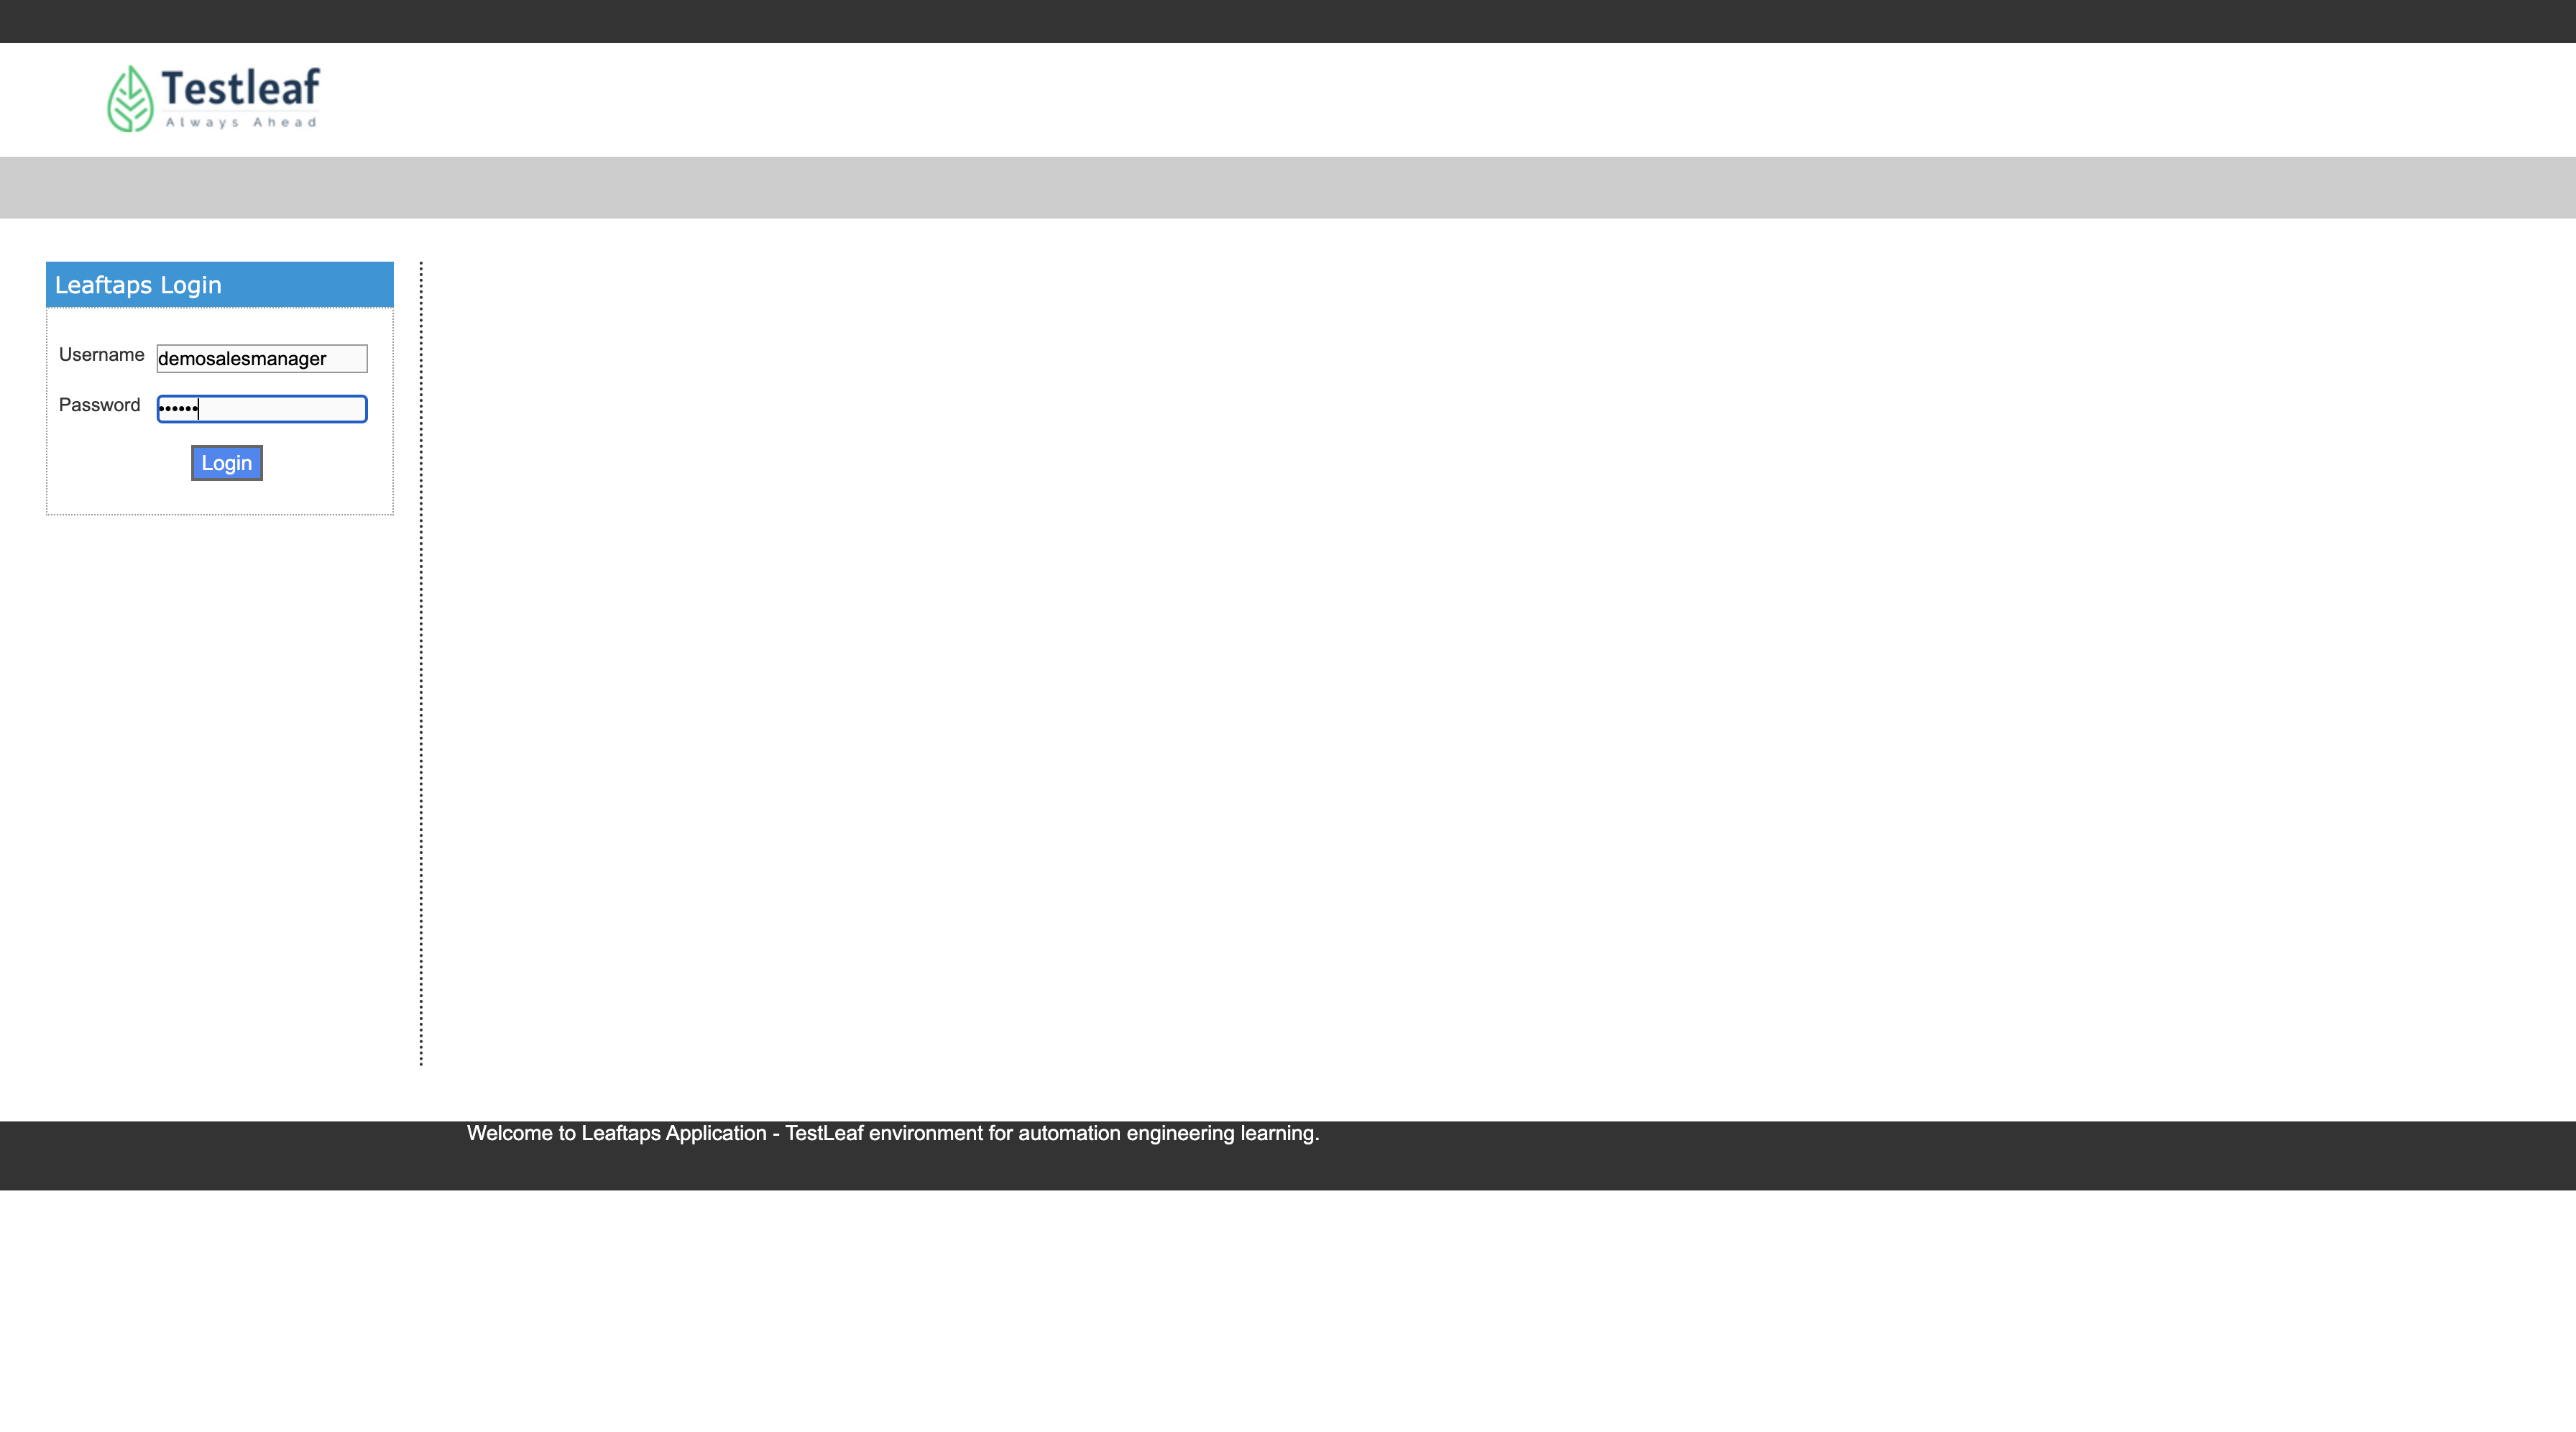 Testleaf
Always Ahead
Leaftaps Login
Username demosalesmanager
Password ••••••
Login
Welcome to Leaftaps Application - TestLeaf environment for automation engineering learning.